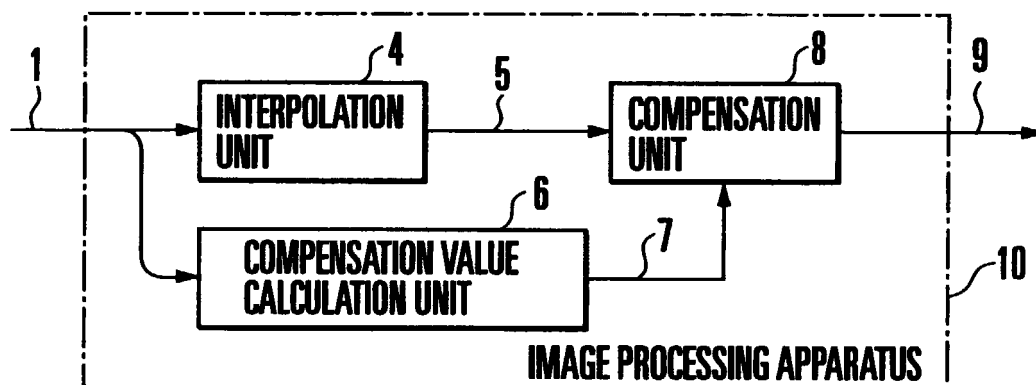 1
4
INTERPOLATION
UNIT
5
8
COMPENSATION
UNIT
9
6
COMPENSATION VALUE
CALCULATION UNIT
7
10
IMAGE PROCESSING APPARATUS